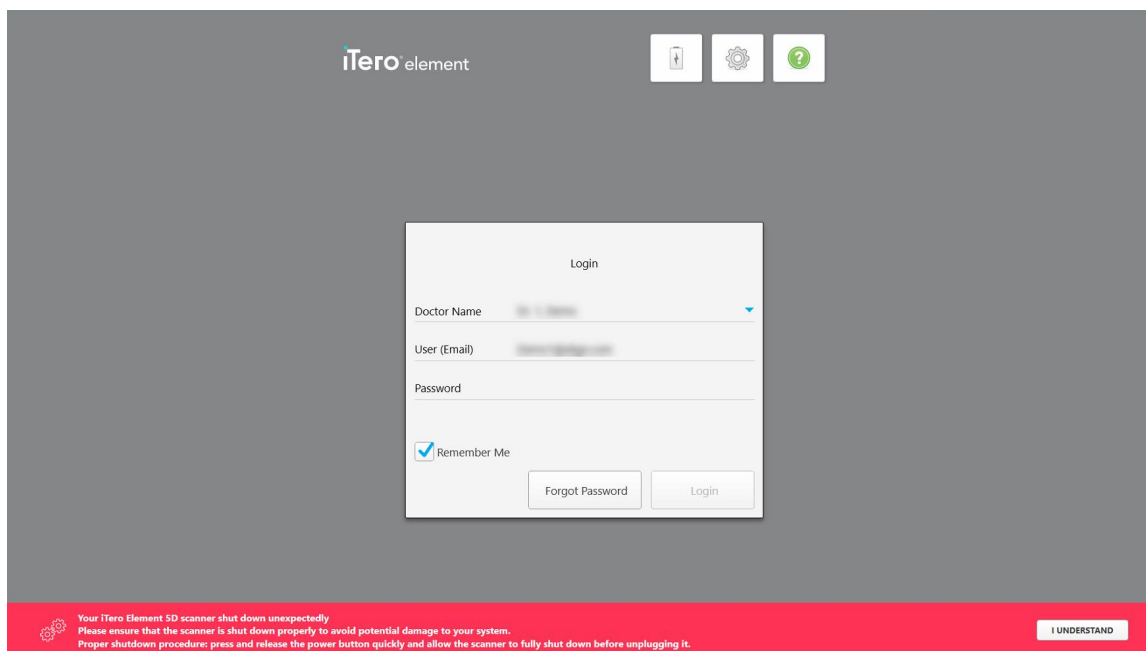 iTero element
?
Login
Doctor Name
User (Email)
Password
Remember Me
Forgot Password
Login
Your iTero Element 5D scanner shut down unexpectedly
Please ensure that the scanner is shut down properly to avoid potential damage to your system.
Proper shutdown procedure: press and release the power button quickly and allow the scanner to fully shut down before unplugging it.
I UNDERSTAND